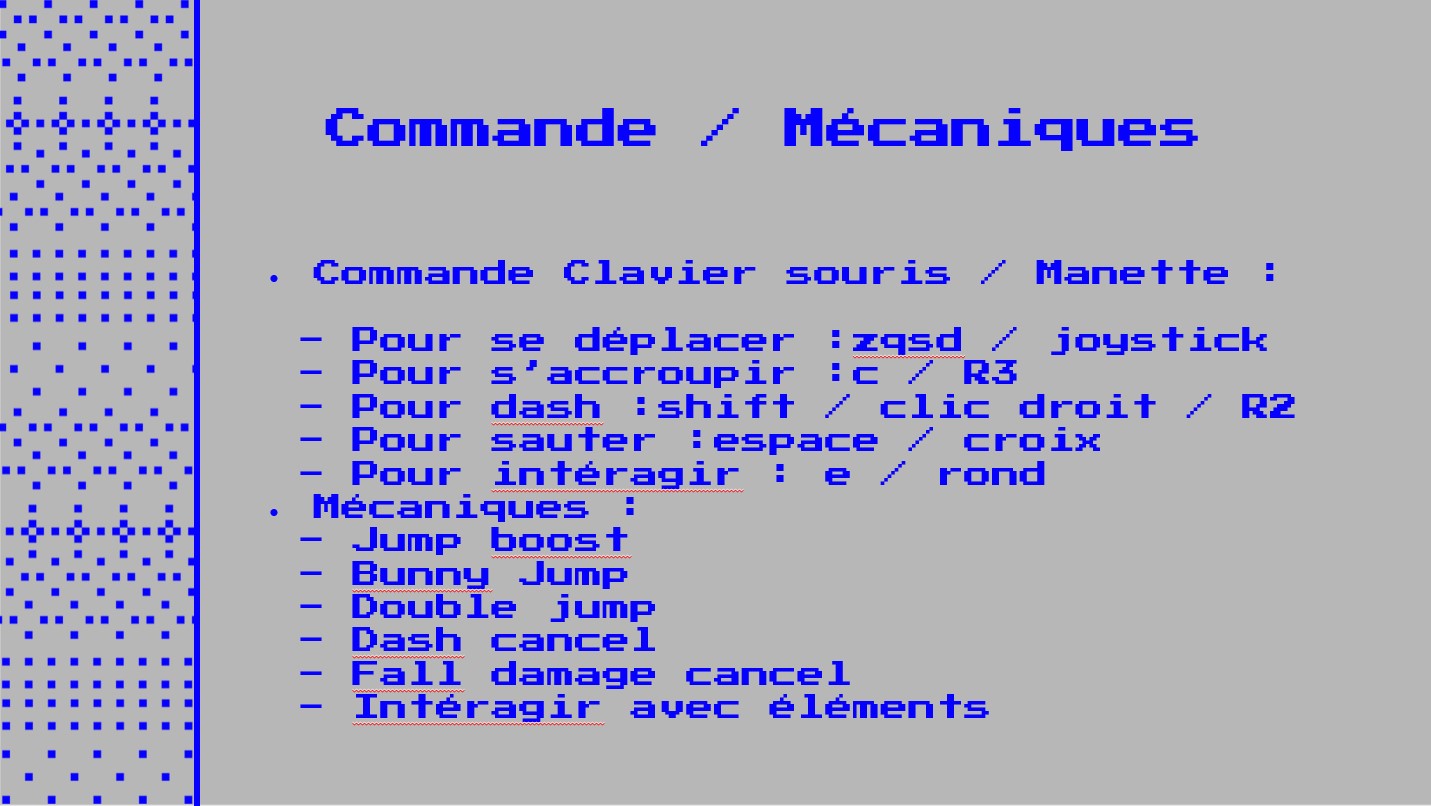 Commande / Mécaniques
• Commande Clavier souris / Manette :
- Pour se déplacer :zqsd / joystick
- Pour s'accroupir :c / R3
- Pour dash :shift / clic droit / R2
- Pour sauter :espace / croix
- Pour intéragir : e / rond
• Mécaniques :
- Jump boost
- Bunny Jump
- Double jump
- Dash cancel
- Fall damage cancel
- Intéragir avec éléments